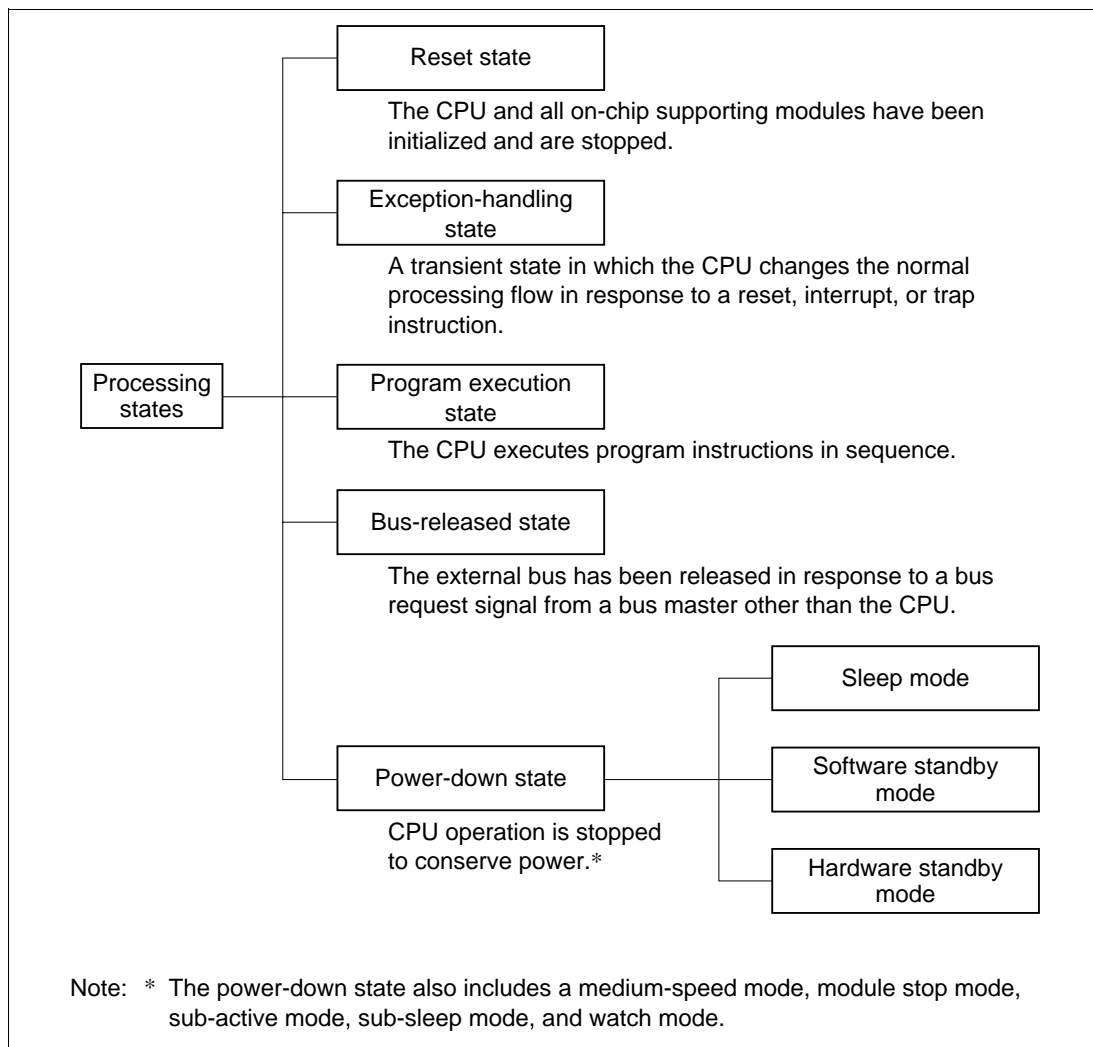 Reset state
The CPU and all on-chip supporting modules have been
initialized and are stopped.
Exception-handling
state
A transient state in which the CPU changes the normal
processing flow in response to a reset, interrupt, or trap
instruction.
Processing
states
Program execution
state
The CPU executes program instructions in sequence.
Bus-released state
The external bus has been released in response to a bus
request signal from a bus master other than the CPU.
Sleep mode
Power-down state
CPU operation is stopped
to conserve power.*
Software standby
mode
Hardware standby
mode
Note: * The power-down state also includes a medium-speed mode, module stop mode,
sub-active mode, sub-sleep mode, and watch mode.